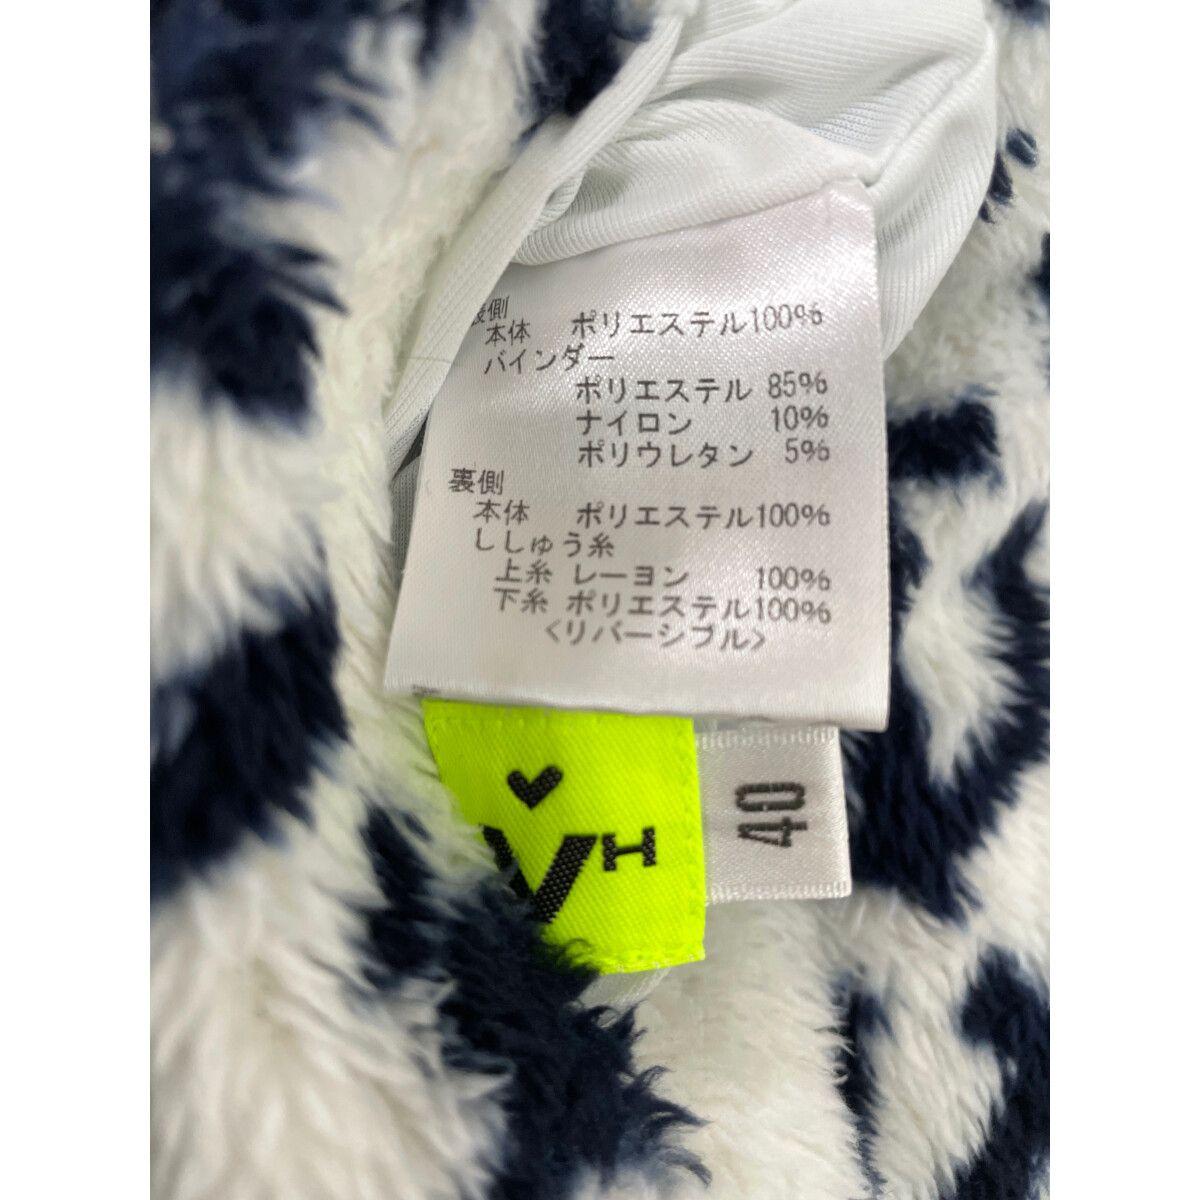 表側
本体 ポリエステル100%
バインダー
ポリエステル 85%
ナイロン 10%
ポリウレタン 5%
裏側
本体 ポリエステル100%
ししゅう糸
上糸 レーヨン 100%
下糸 ポリエステル100%
<リバーシブル>
VH
40